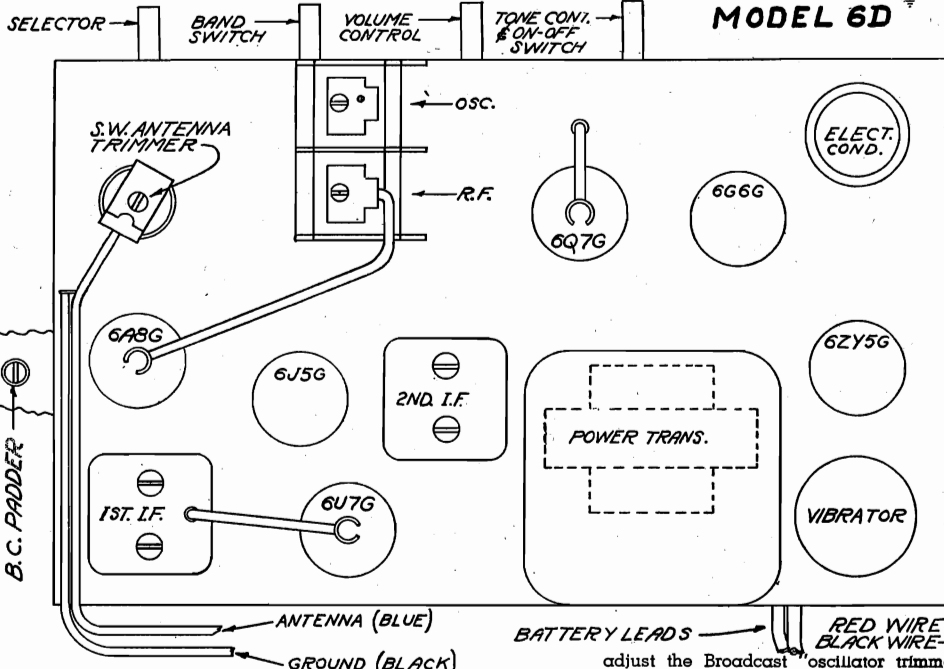 MODEL 6D
SELECTOR
BAND
SWITCH
VOLUME
CONTROL
TONE CONT.
& ON-OFF
SWITCH
OSC.
S.W. ANTENNA
TRIMMER
R.F.
ELECT.
COND.
6G6G
6Q7G
6A8G
6J5G
2ND. I.F.
6ZY5G
POWER TRANS.
B.C. PADDER
1ST. I.F.
6U7G
VIBRATOR
ANTENNA (BLUE)
GROUND (BLACK)
BATTERY LEADS
RED WIRE
BLACK WIRE-
adjust the Broadcast "oscillator trimm